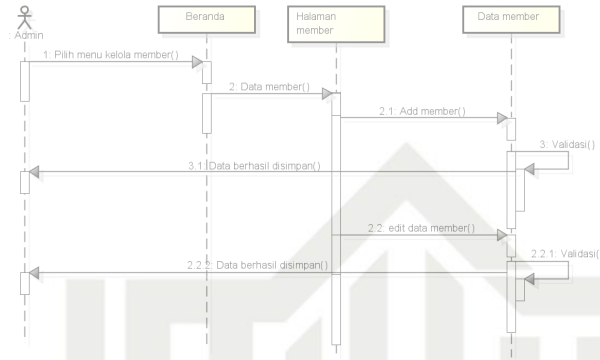 Beranda
Halaman
member
Data member
: Admin
1: Pilih menu kelola member()
2: Data member()
2.1: Add member()
3: Validasi()
3.1: Data berhasil disimpan()
2.2: edit data member()
2.2.1: Validasi()
2.2.2: Data berhasil disimpan()